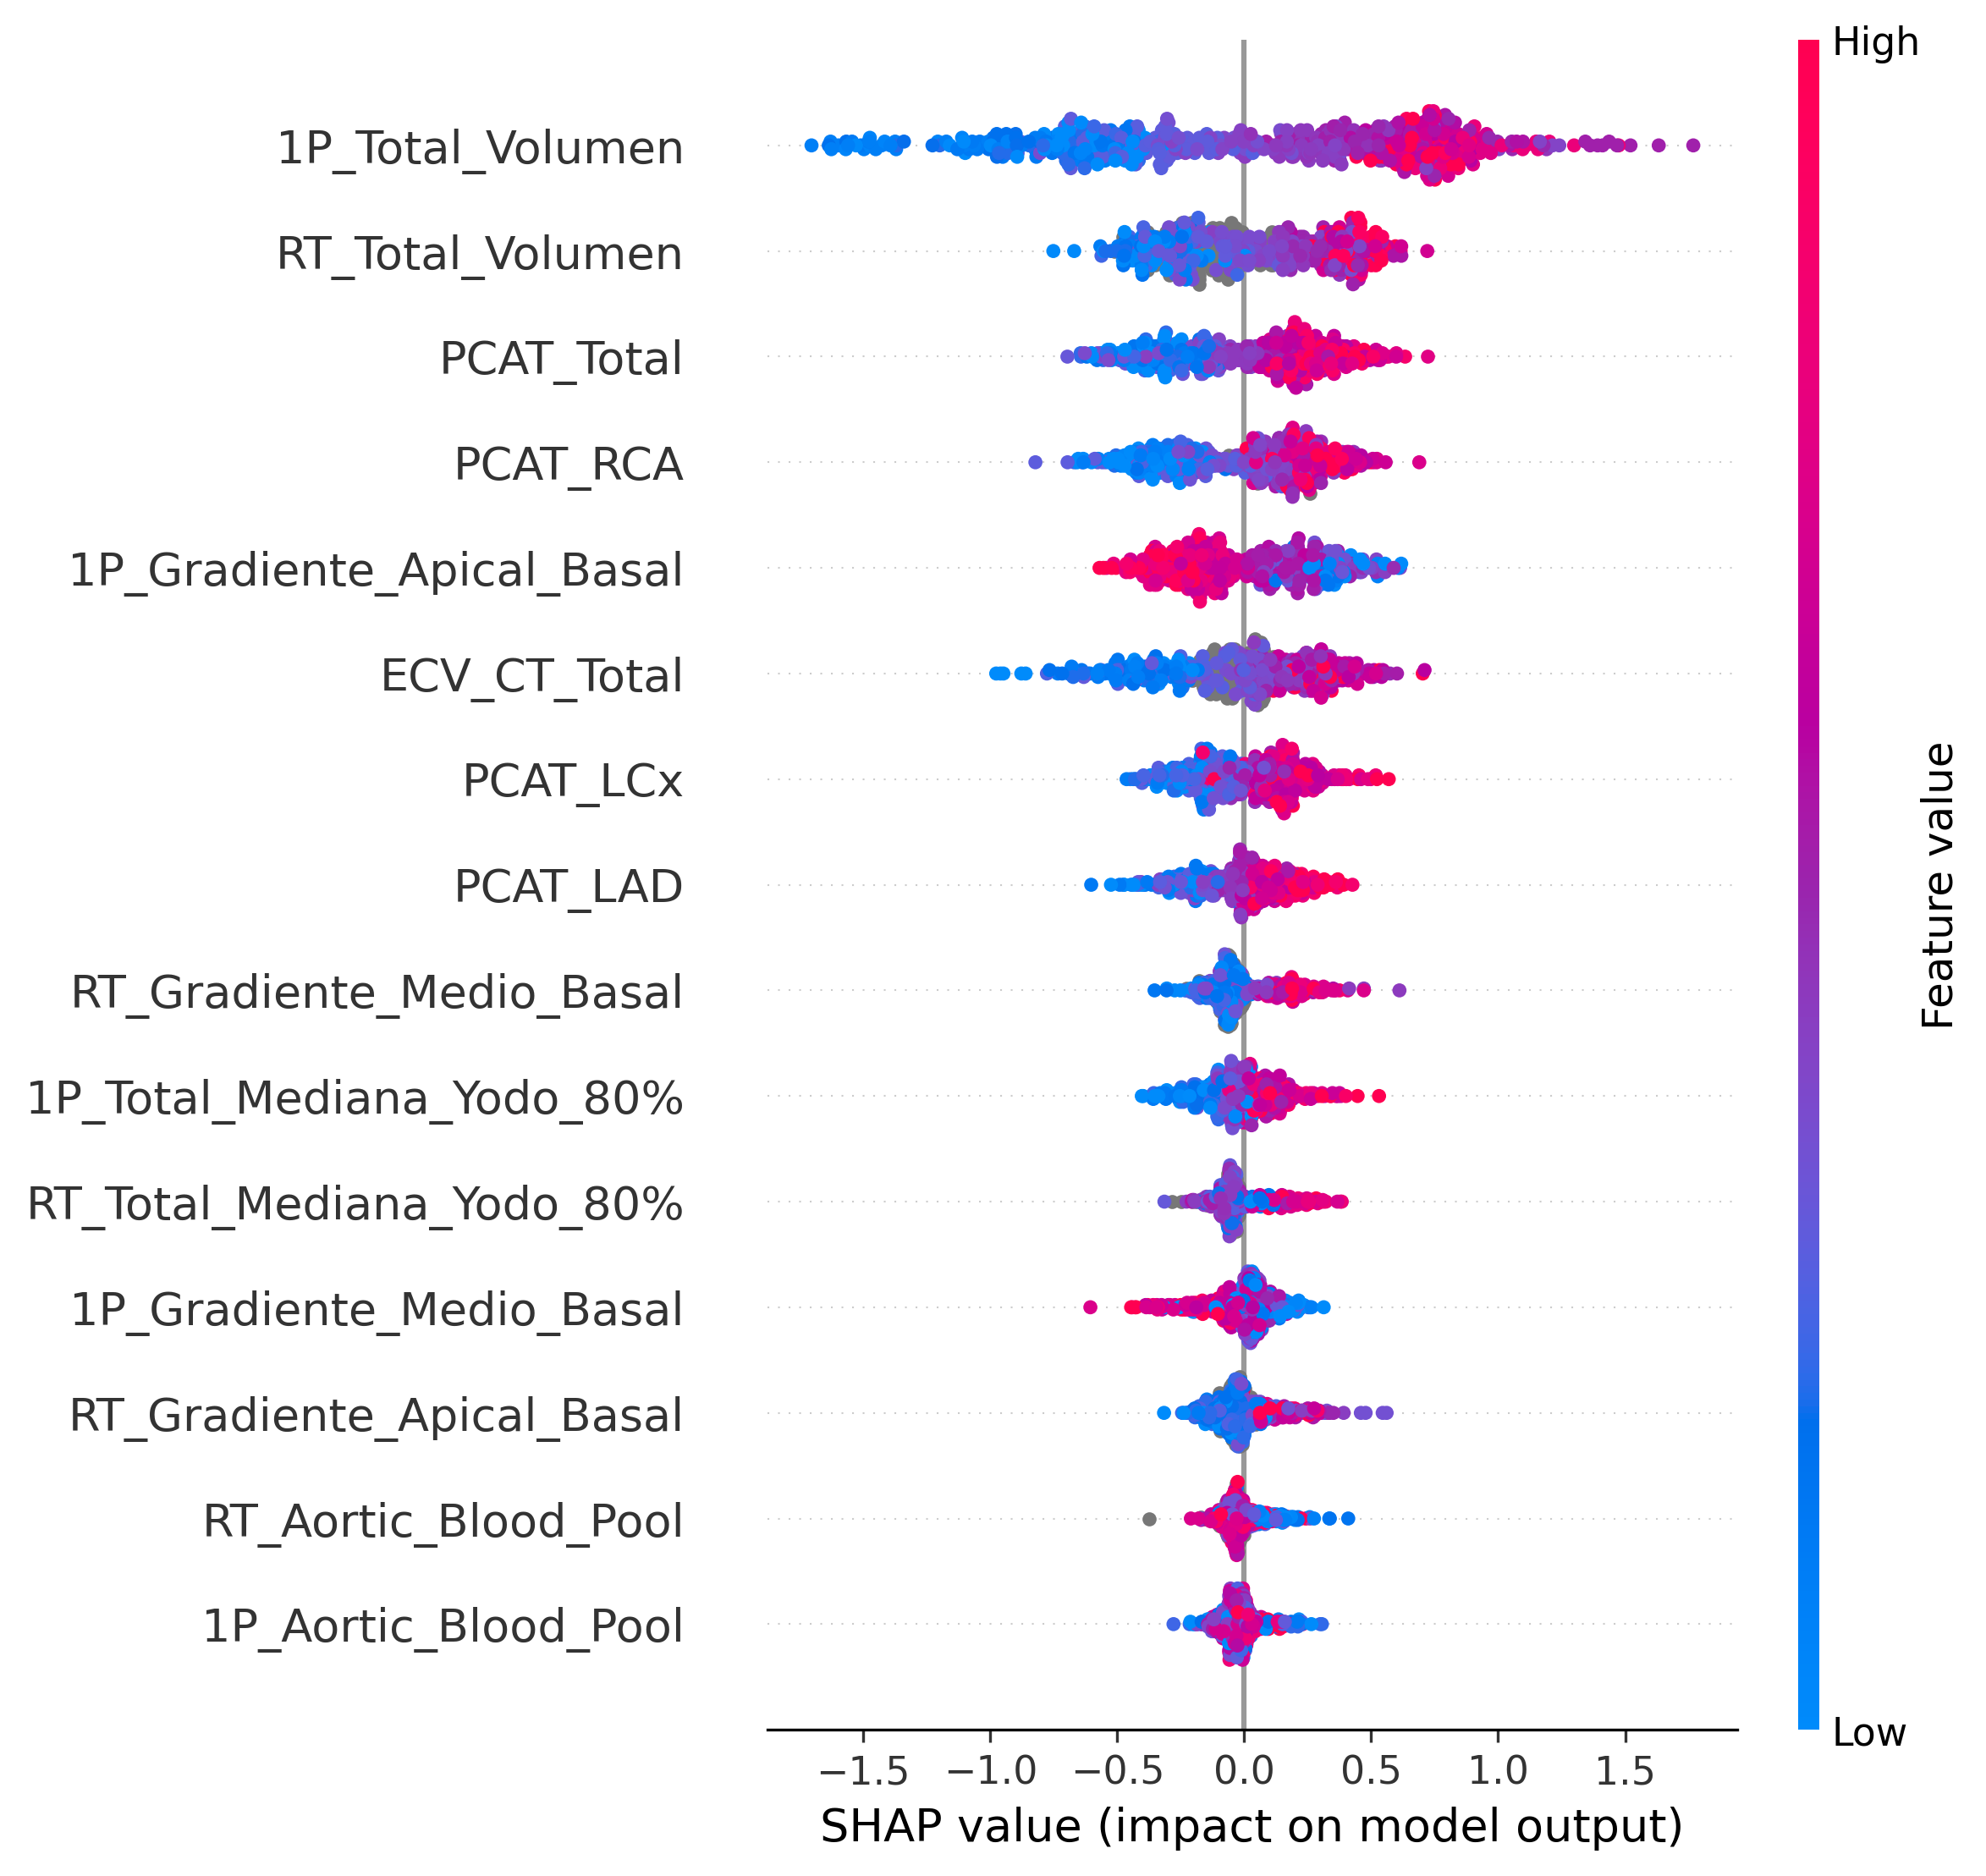 High
1P_Total_Volumen
RT_Total_Volumen
PCAT_Total
PCAT_RCA
1P_Gradiente_Apical_Basal
ECV_CT_Total
PCAT_LCx
PCAT_LAD
RT_Gradiente_Medio_Basal
1P_Total_Mediana_Yodo_80%
RT_Total_Mediana_Yodo_80%
1P_Gradiente_Medio_Basal
RT_Gradiente_Apical_Basal
RT_Aortic_Blood_Pool
1P_Aortic_Blood_Pool
Feature value
Low
−1.5 −1.0 −0.5 0.0 0.5 1.0 1.5
SHAP value (impact on model output)